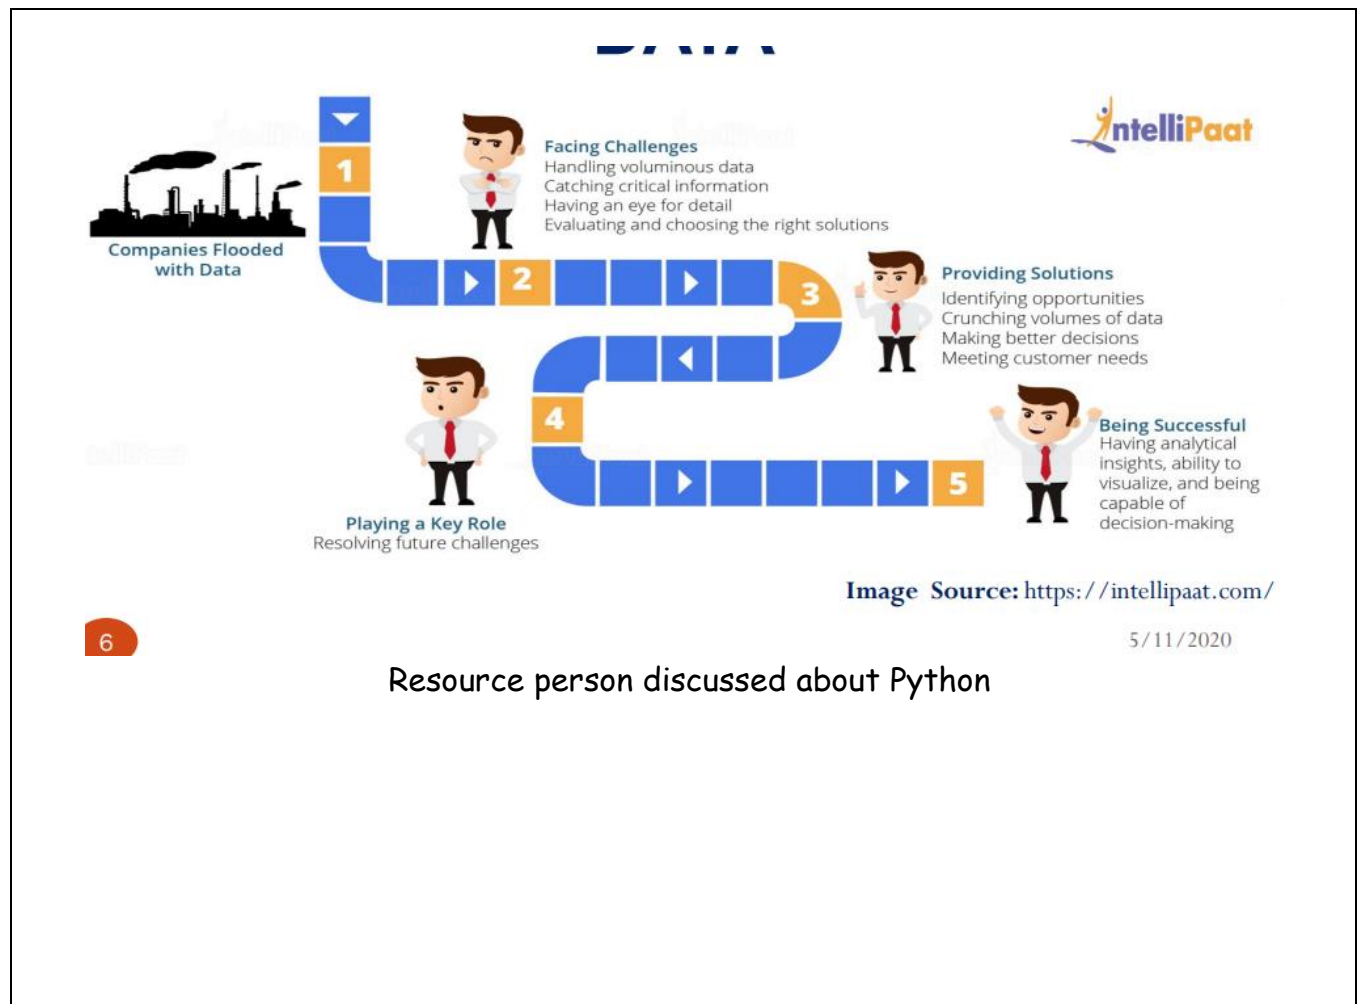 DATA
IntelliPaat
1
Facing Challenges
Handling voluminous data
Catching critical information
Having an eye for detail
Evaluating and choosing the right solutions
Companies Flooded
with Data
2
3
Providing Solutions
Identifying opportunities
Crunching volumes of data
Making better decisions
Meeting customer needs
4
Playing a Key Role
Resolving future challenges
5
Being Successful
Having analytical
insights, ability to
visualize, and being
capable of
decision-making
Image Source: https://intellipaat.com/
6
5/11/2020
Resource person discussed about Python